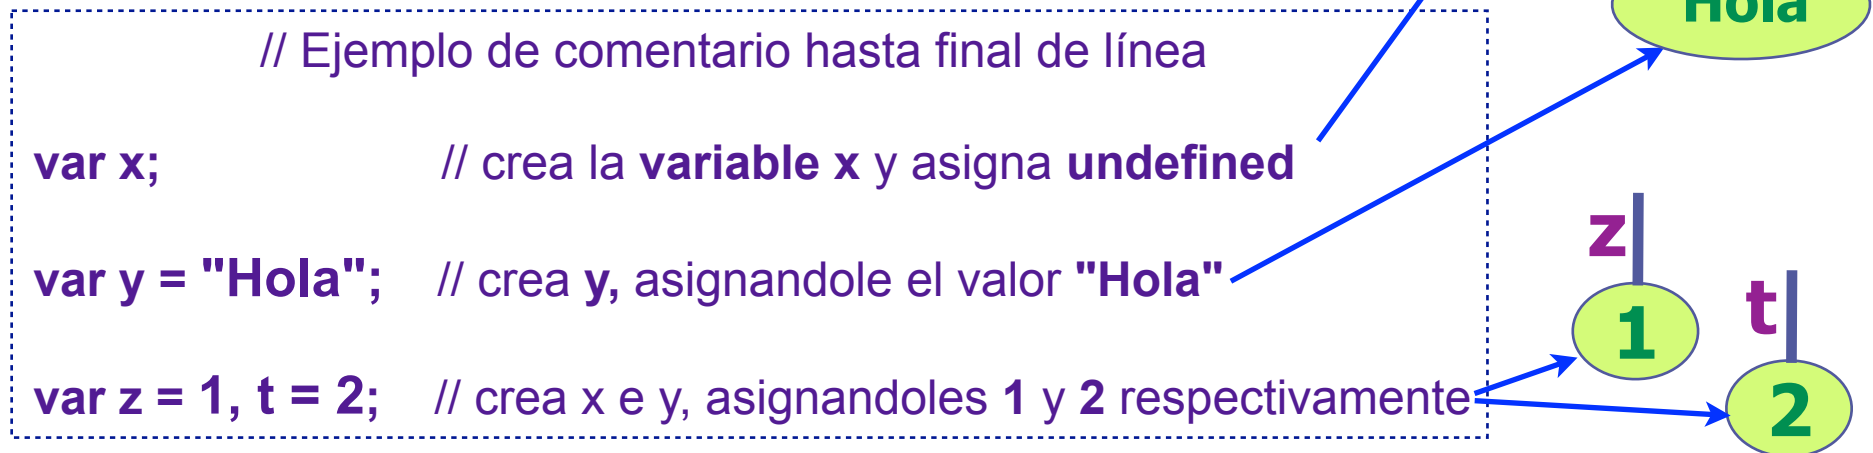 Hola
// Ejemplo de comentario hasta final de línea
var x; // crea la variable x y asigna undefined
var y = "Hola"; // crea y, asignandole el valor "Hola"
var z = 1, t = 2; // crea x e y, asignandoles 1 y 2 respectivamente
z
1
t
2